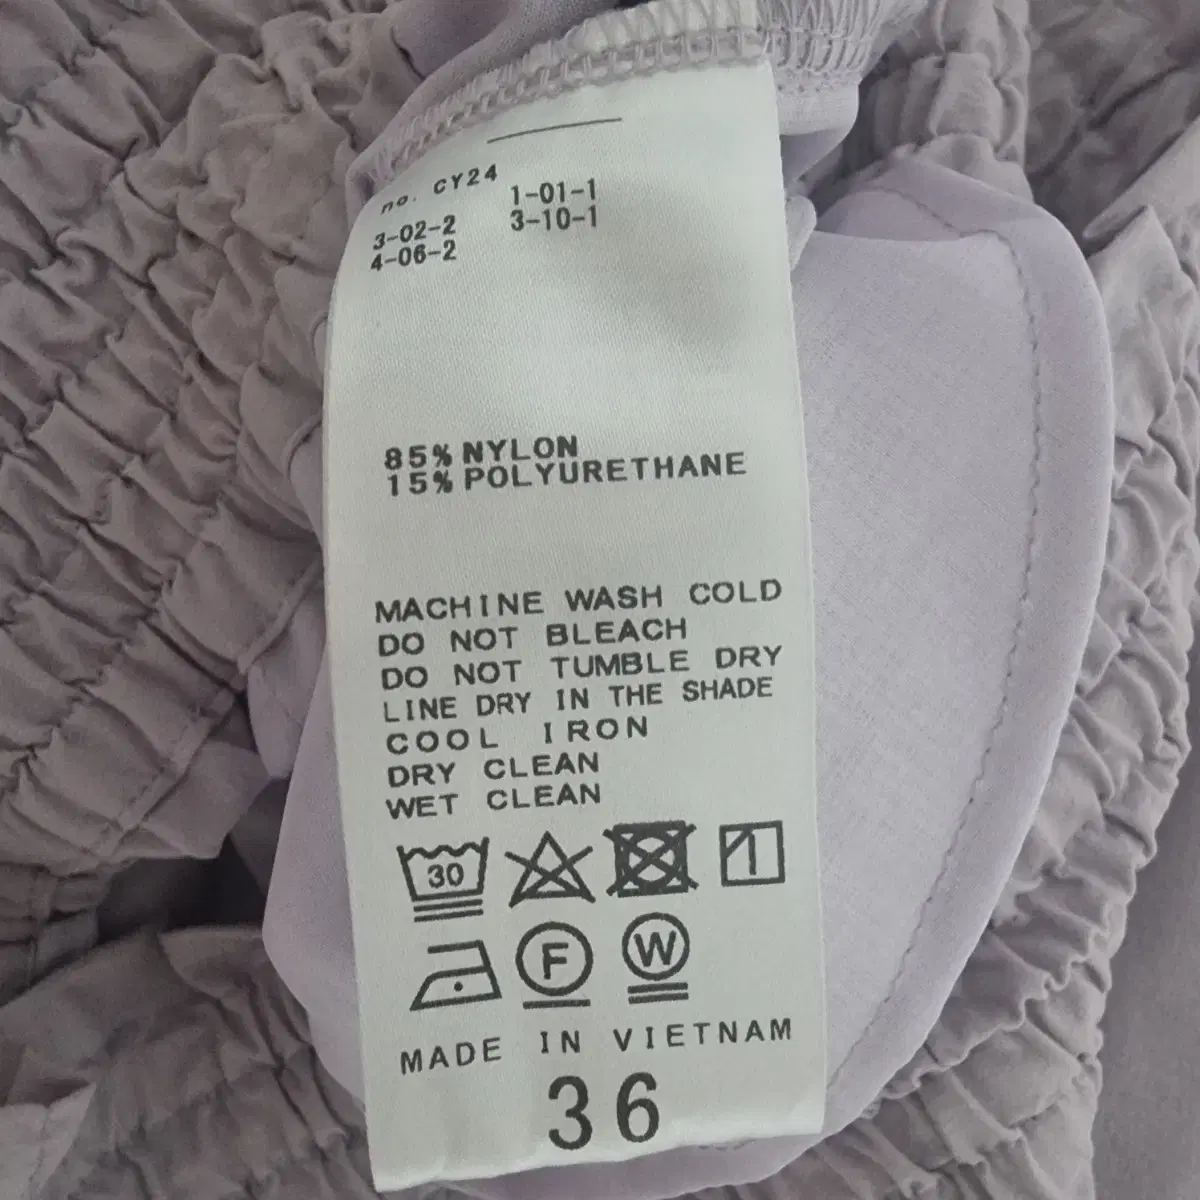 no. CY24
3-02-2 1-01-1
4-06-2 3-10-1
85% NYLON
15% POLYURETHANE
MACHINE WASH COLD
DO NOT BLEACH
DO NOT TUMBLE DRY
LINE DRY IN THE SHADE
COOL IRON
DRY CLEAN
WET CLEAN
30
F W
MADE IN VIETNAM
36